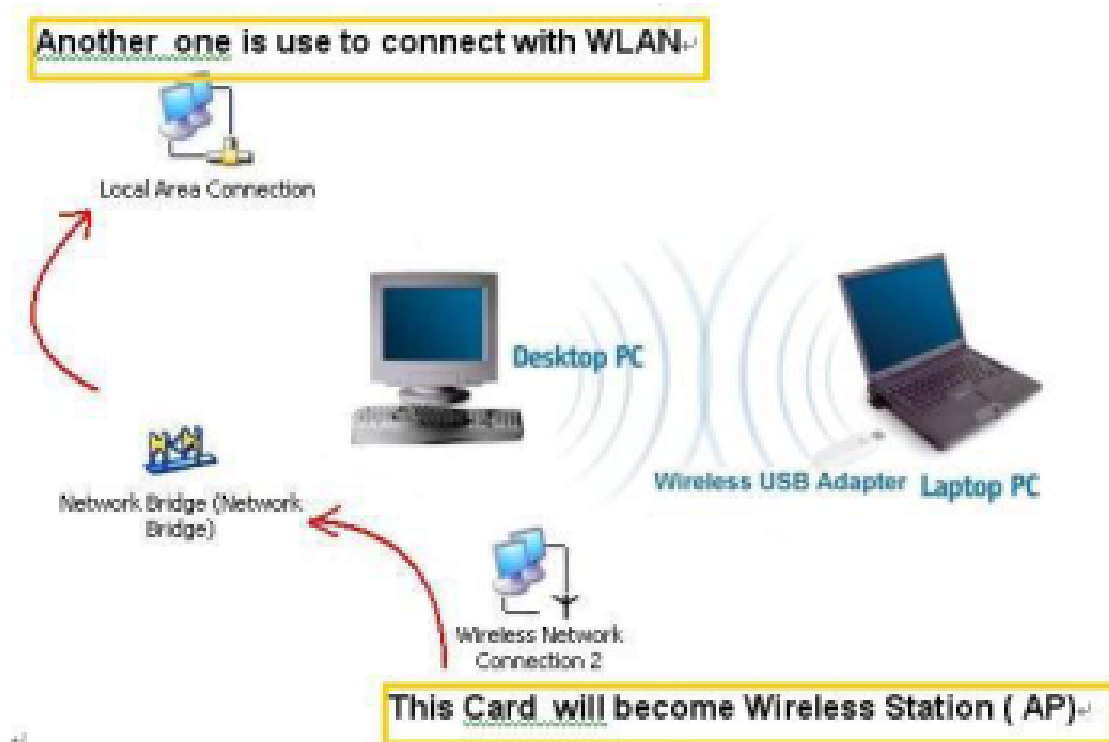 Another one is use to connect with WLAN
Local Area Connection
Desktop PC
Wireless USB Adapter Laptop PC
Network Bridge (Network
Bridge)
Wireless Network
Connection 2
This Card will become Wireless Station ( AP)